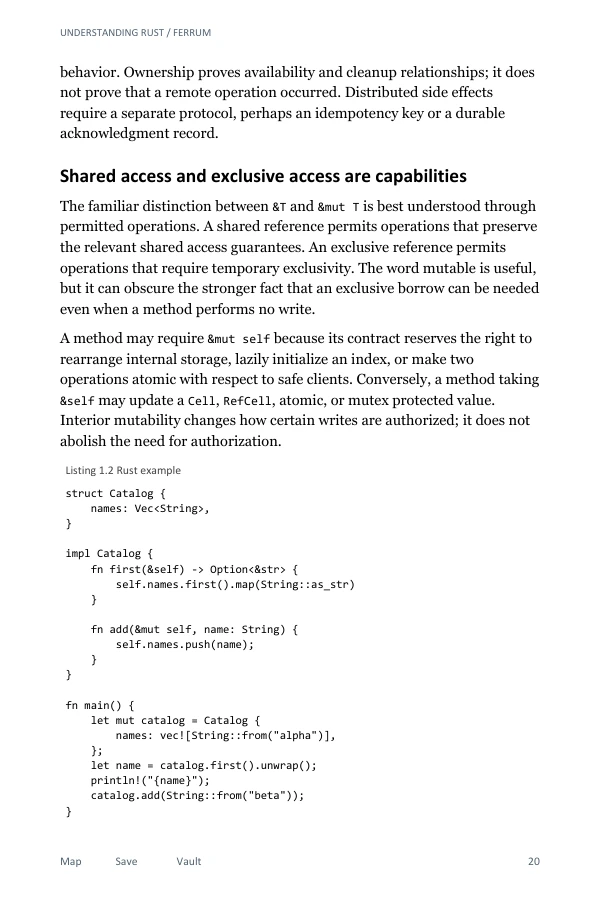 UNDERSTANDING RUST / FERRUM
behavior. Ownership proves availability and cleanup relationships; it does
not prove that a remote operation occurred. Distributed side effects
require a separate protocol, perhaps an idempotency key or a durable
acknowledgment record.
Shared access and exclusive access are capabilities
The familiar distinction between &T and &mut T is best understood through
permitted operations. A shared reference permits operations that preserve
the relevant shared access guarantees. An exclusive reference permits
operations that require temporary exclusivity. The word mutable is useful,
but it can obscure the stronger fact that an exclusive borrow can be needed
even when a method performs no write.
A method may require &mut self because its contract reserves the right to
rearrange internal storage, lazily initialize an index, or make two
operations atomic with respect to safe clients. Conversely, a method taking
&self may update a Cell, RefCell, atomic, or mutex protected value.
Interior mutability changes how certain writes are authorized; it does not
abolish the need for authorization.
Listing 1.2 Rust example
struct Catalog {
    names: Vec<String>,
}
impl Catalog {
    fn first(&self) -> Option<&str> {
        self.names.first().map(String::as_str)
    }
    fn add(&mut self, name: String) {
        self.names.push(name);
    }
}
fn main() {
    let mut catalog = Catalog {
        names: vec![String::from("alpha")],
    };
    let name = catalog.first().unwrap();
    println!("{name}");
    catalog.add(String::from("beta"));
}
Map Save Vault 20